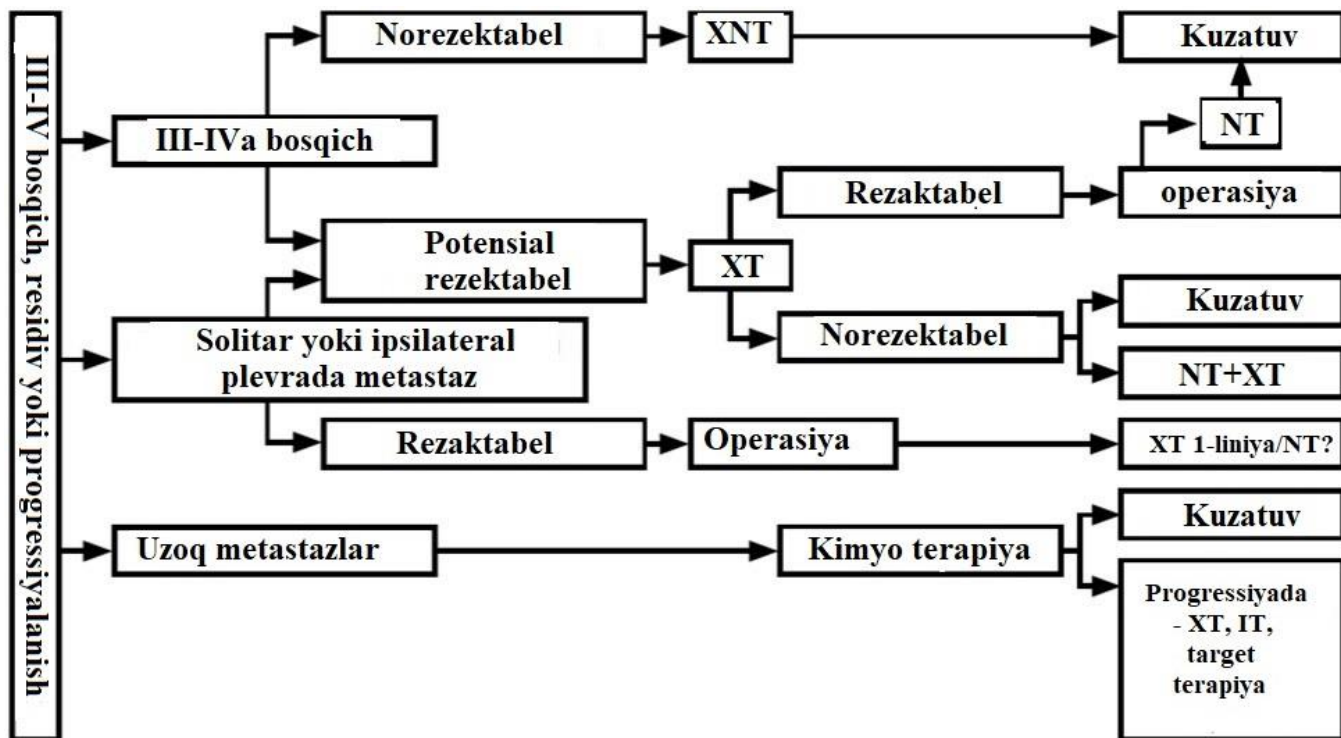 III-IV bosqich, residiv yoki progressiyalanish
Norezektabel
XNT
Kuzatuv
III-IVa bosqich
NT
Rezaktabel
operasiya
Potensial
rezektabel
XT
Kuzatuv
Norezektabel
Solitar yoki ipsilateral
plevrada metastaz
NT+XT
Rezaktabel
Operasiya
XT 1-liniya/NT?
Kuzatuv
Uzoq metastazlar
Kimyo terapiya
Progressiyada
- XT, IT,
target
terapiya